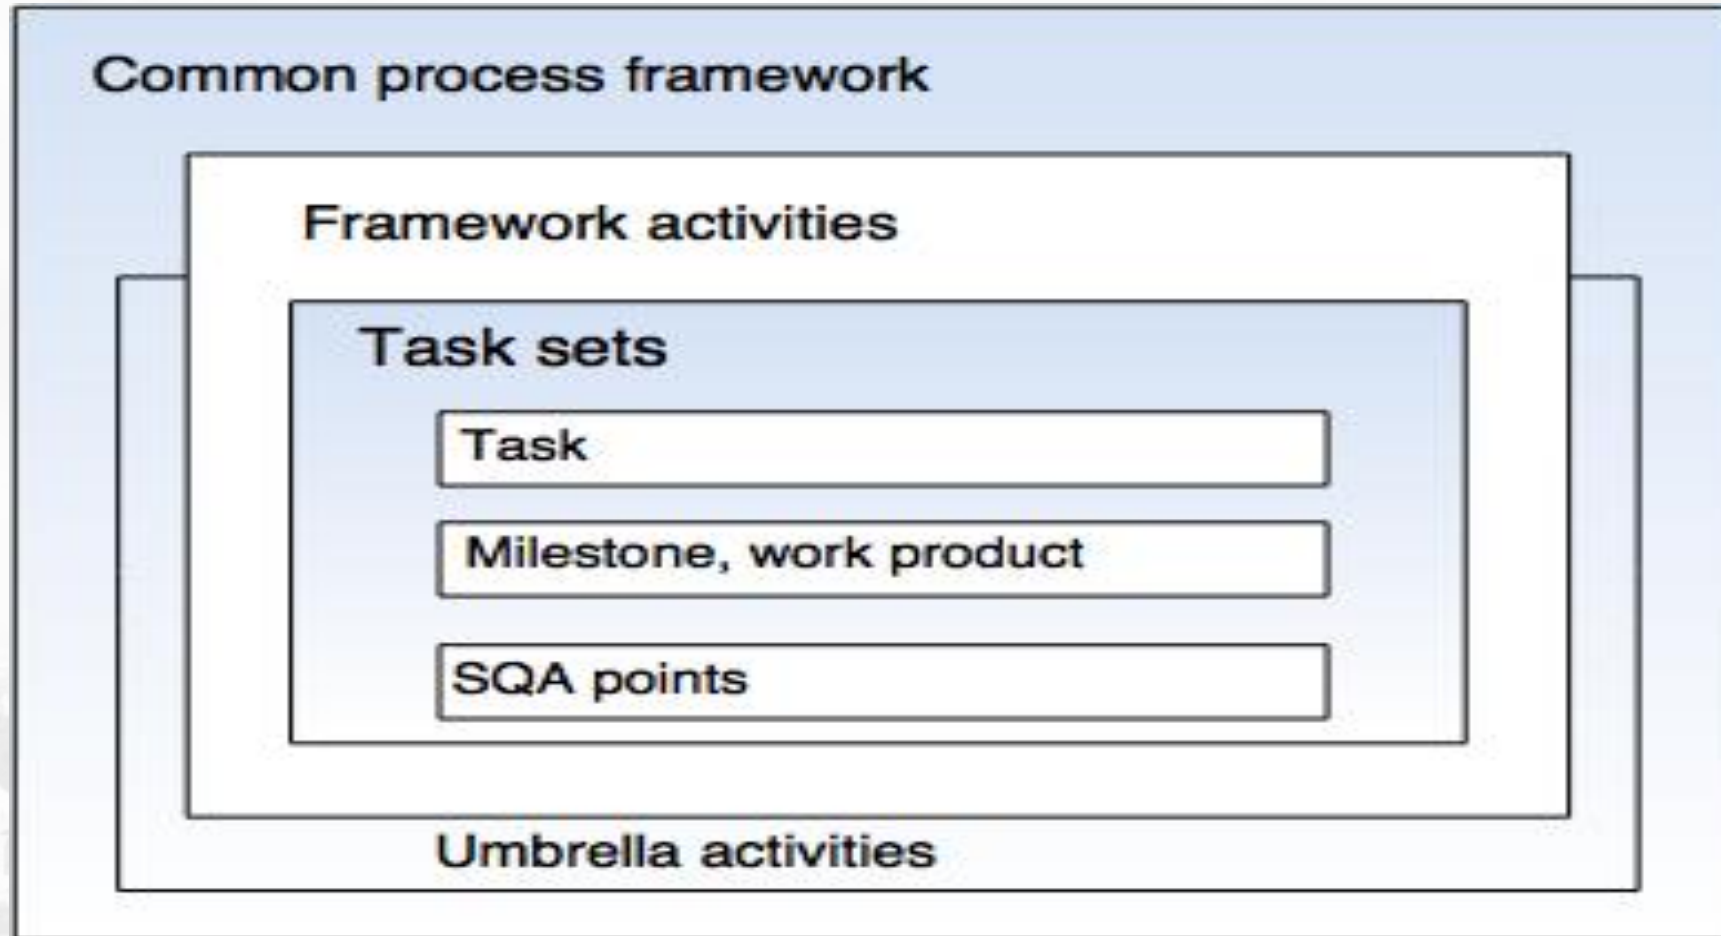 Common process framework
Framework activities
Task sets
Task
Milestone, work product
SQA points
Umbrella activities